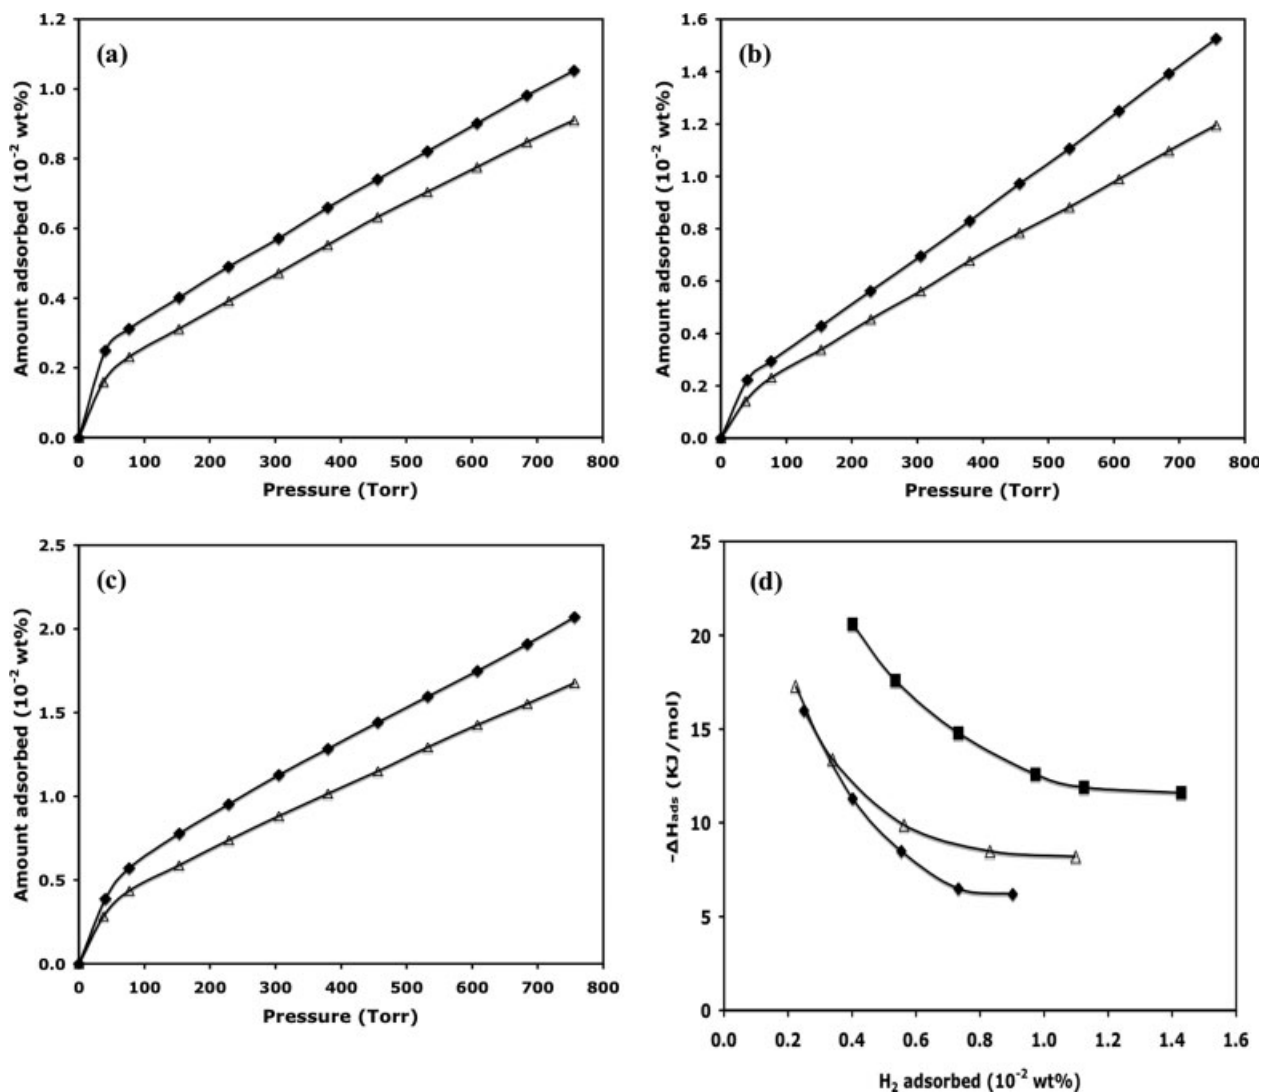 (a)
1.2
1.0
0.8
0.6
0.4
0.2
0.0
Amount adsorbed (10⁻² wt%)
0 100 200 300 400 500 600 700 800
Pressure (Torr)
(b)
1.6
1.4
1.2
1.0
0.8
0.6
0.4
0.2
0.0
Amount adsorbed (10⁻² wt%)
0 100 200 300 400 500 600 700 800
Pressure (Torr)
(c)
2.5
2.0
1.5
1.0
0.5
0.0
Amount adsorbed (10⁻² wt%)
0 100 200 300 400 500 600 700 800
Pressure (Torr)
(d)
25
20
15
10
5
0
-ΔHₐdₛ (KJ/mol)
0.0 0.2 0.4 0.6 0.8 1.0 1.2 1.4 1.6
H₂ adsorbed (10⁻² wt%)